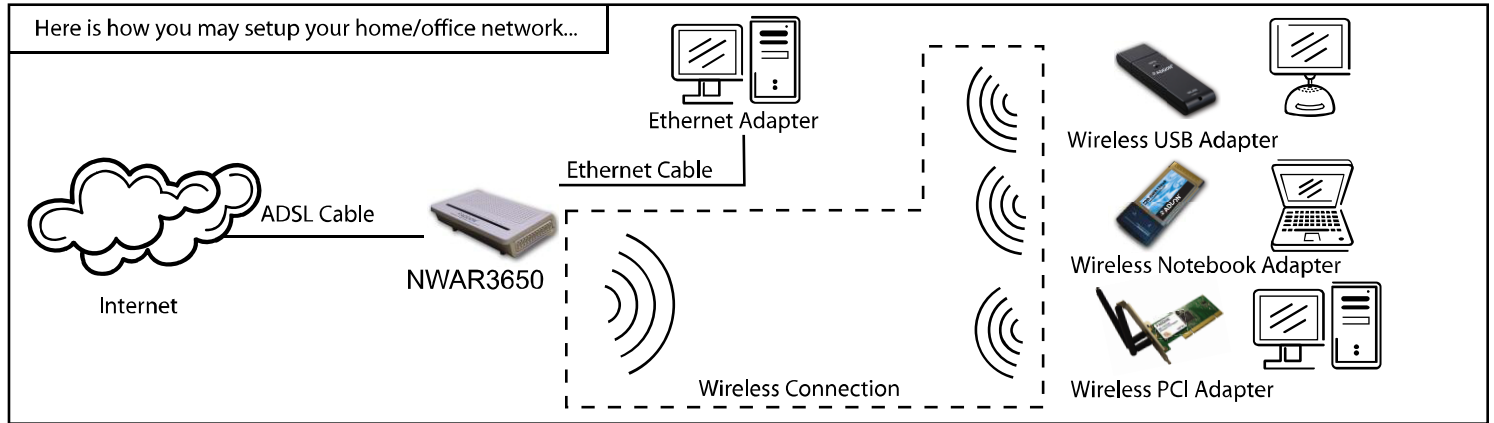 Here is how you may setup your home/office network...
Ethernet Adapter
Ethernet Cable
ADSL Cable
NWAR3650
Internet
Wireless Connection
Wireless USB Adapter
Wireless Notebook Adapter
Wireless PCI Adapter